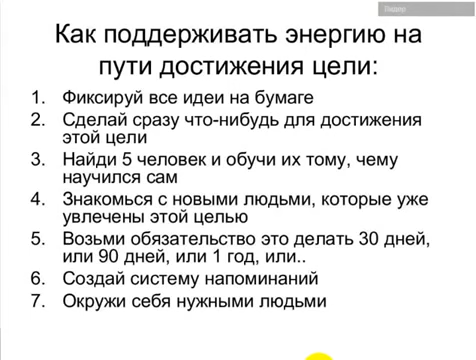 Лидер
Как поддерживать энергию на
пути достижения цели:
1. Фиксируй все идеи на бумаге
2. Сделай сразу что-нибудь для достижения
этой цели
3. Найди 5 человек и обучи их тому, чему
научился сам
4. Знакомься с новыми людьми, которые уже
увлечены этой целью
5. Возьми обязательство это делать 30 дней,
или 90 дней, или 1 год, или..
6. Создай систему напоминаний
7. Окружи себя нужными людьми